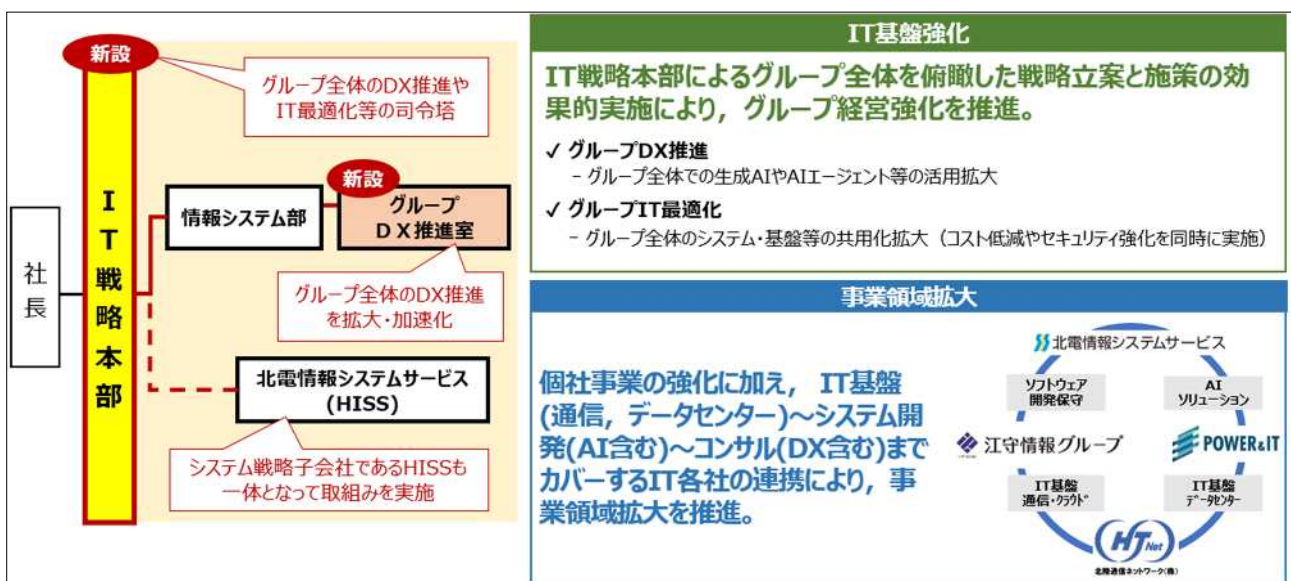 新設
グループ全体のDX推進や
IT最適化等の司令塔
社長
IT戦略本部
情報システム部
新設
グループ
DX推進室
グループ全体のDX推進
を拡大・加速化
北電情報システムサービス
(HISS)
システム戦略子会社であるHISSも
一体となって取組みを実施
IT基盤強化
IT戦略本部によるグループ全体を俯瞰した戦略立案と施策の効
果的実施により，グループ経営強化を推進。
✓ グループDX推進
－グループ全体での生成AIやAIエージェント等の活用拡大
✓ グループIT最適化
－グループ全体のシステム・基盤等の共用化拡大（コスト低減やセキュリティ強化を同時に実施）
事業領域拡大
個社事業の強化に加え， IT基盤
(通信，データセンター)～システム開
発(AI含む)～コンサル(DX含む)まで
カバーするIT各社の連携により，事
業領域拡大を推進。
北電情報システムサービス
ソフトウェア
開発保守
AI
ソリューション
江守情報グループ
POWER&IT
IT基盤
通信・クラウド
IT基盤
データセンター
HTNet
北陸通信ネットワーク(株)